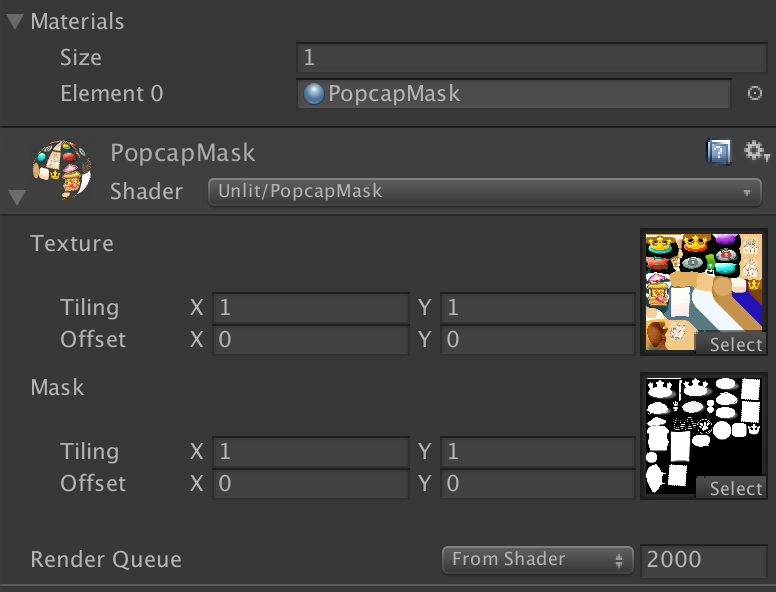 Materials
Size 1
Element 0 PopcapMask
PopcapMask
Shader Unlit/PopcapMask
Texture
Tiling X 1 Y 1
Offset X 0 Y 0
Select
Mask
Tiling X 1 Y 1
Offset X 0 Y 0
Select
Render Queue From Shader 2000